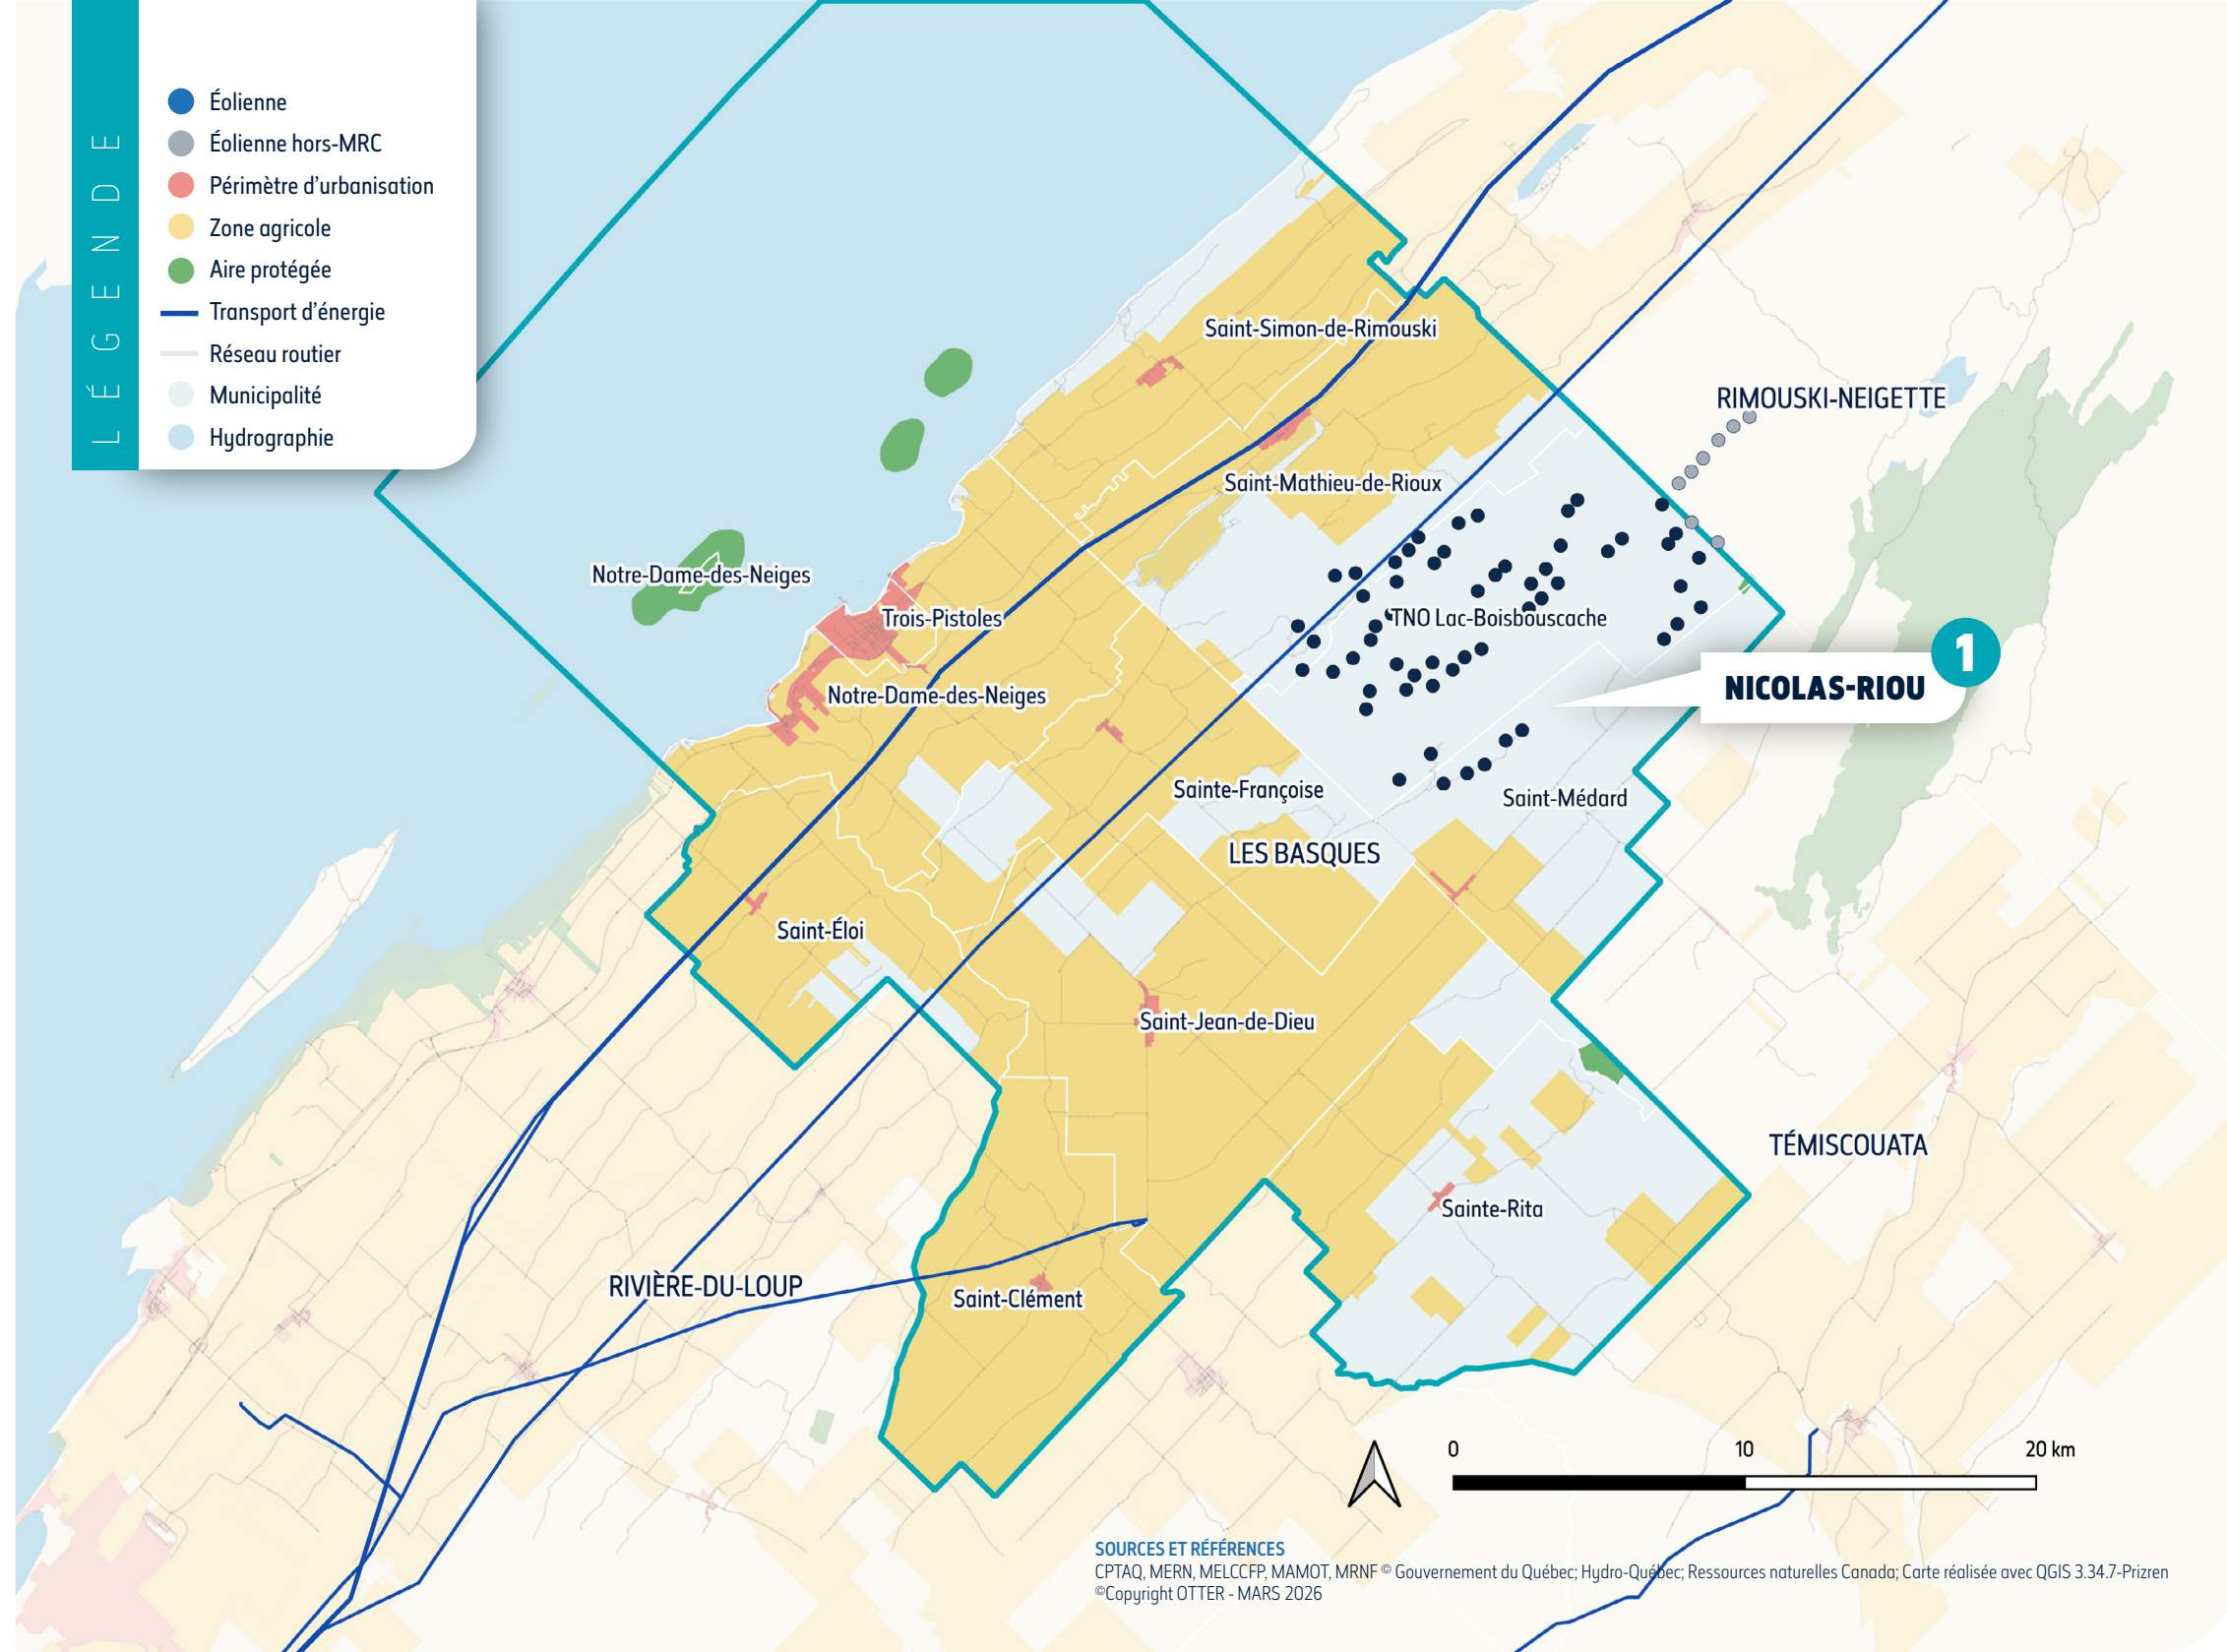 LÉGENDE
Éolienne
Éolienne hors-MRC
Périmètre d'urbanisation
Zone agricole
Aire protégée
Transport d'énergie
Réseau routier
Municipalité
Hydrographie
Saint-Simon-de-Rimouski
RIMOUSKI-NEIGETTE
Saint-Mathieu-de-Rioux
Notre-Dame-des-Neiges
Trois-Pistoles
TNO Lac-Boisbouscache
1
NICOLAS-RIOU
Notre-Dame-des-Neiges
Sainte-Françoise
Saint-Médard
LES BASQUES
Saint-Éloi
Saint-Jean-de-Dieu
TÉMISCOUATA
Sainte-Rita
RIVIÈRE-DU-LOUP
Saint-Clément
0 10 20 km
SOURCES ET RÉFÉRENCES
CPTAQ, MERN, MELCCFP, MAMOT, MRNF © Gouvernement du Québec; Hydro-Québec; Ressources naturelles Canada; Carte réalisée avec QGIS 3.34.7-Prizren
©Copyright OTTER - MARS 2026